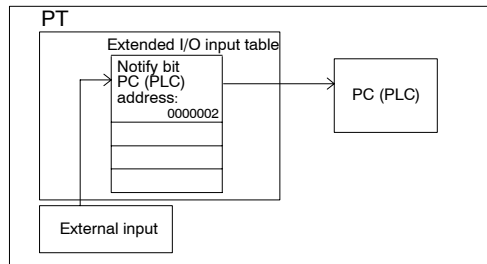 PT
Extended I/O input table
Notify bit
PC (PLC)
address:
0000002
PC (PLC)
External input